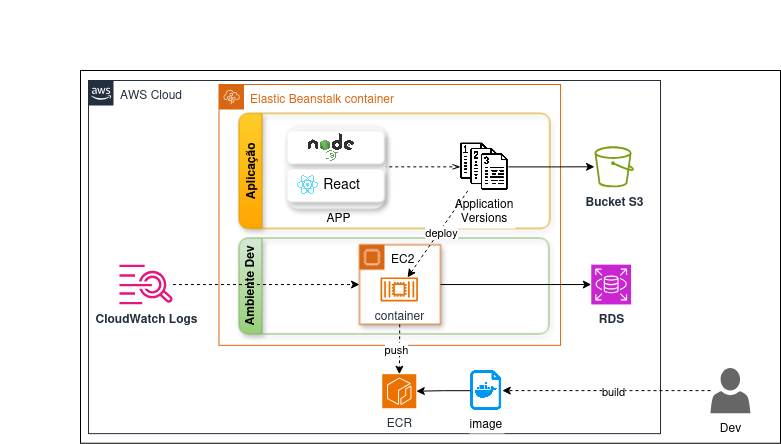 aws
AWS Cloud
Elastic Beanstalk container
Aplicação
node
JS
React
APP
1
2
3
Application
Versions
Bucket S3
deploy
Ambiente Dev
EC2
container
CloudWatch Logs
RDS
push
ECR
image
build
Dev